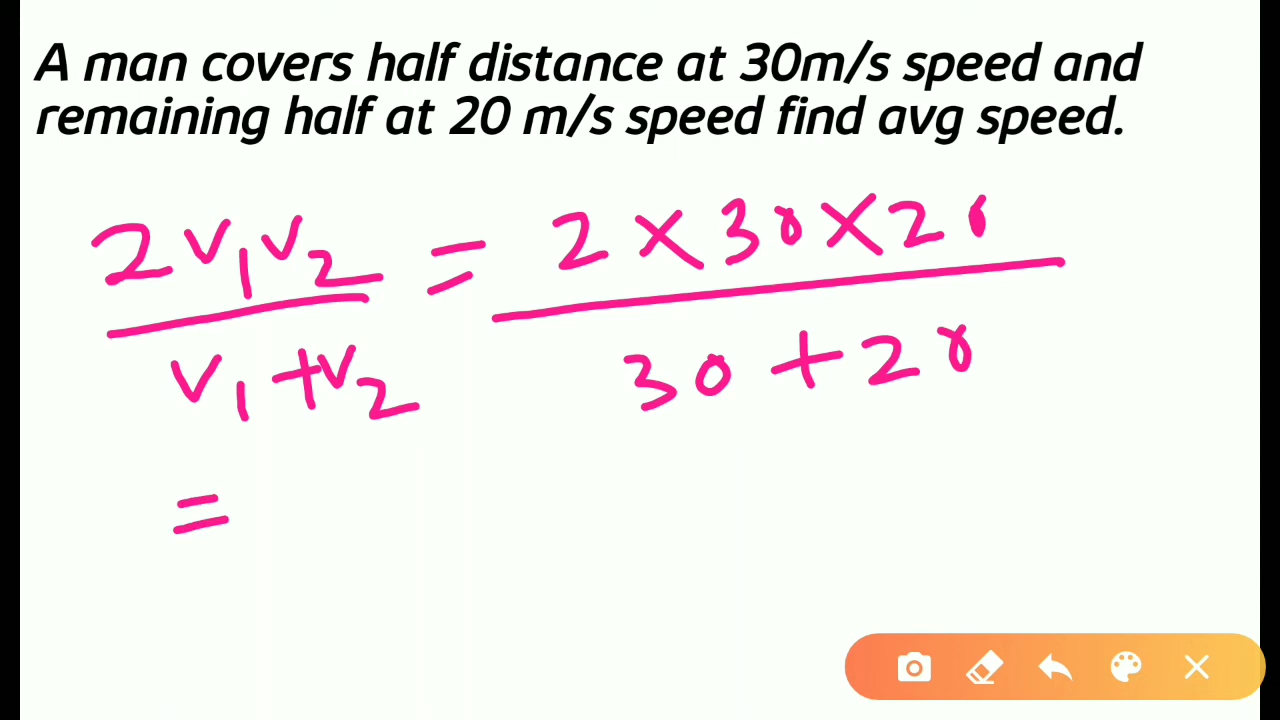 A man covers half distance at 30m/s speed and
remaining half at 20 m/s speed find avg speed.
2v₁v₂ / v₁+v₂ = 2×30×20 / 30+20
=